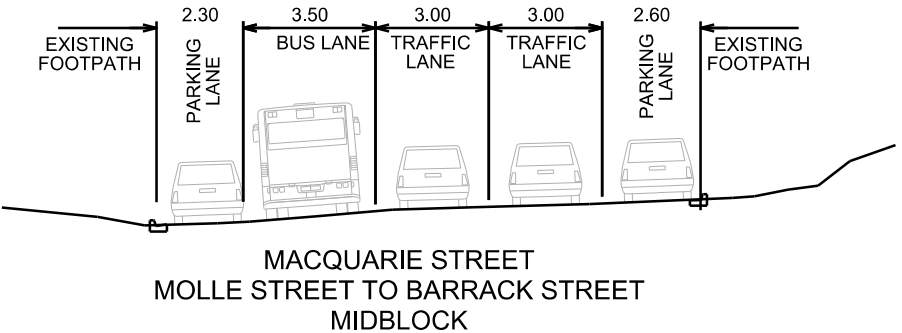 2.30
3.50
3.00
3.00
2.60
EXISTING
FOOTPATH
PARKING
LANE
BUS LANE
TRAFFIC
LANE
TRAFFIC
LANE
PARKING
LANE
EXISTING
FOOTPATH
MACQUARIE STREET
MOLLE STREET TO BARRACK STREET
MIDBLOCK